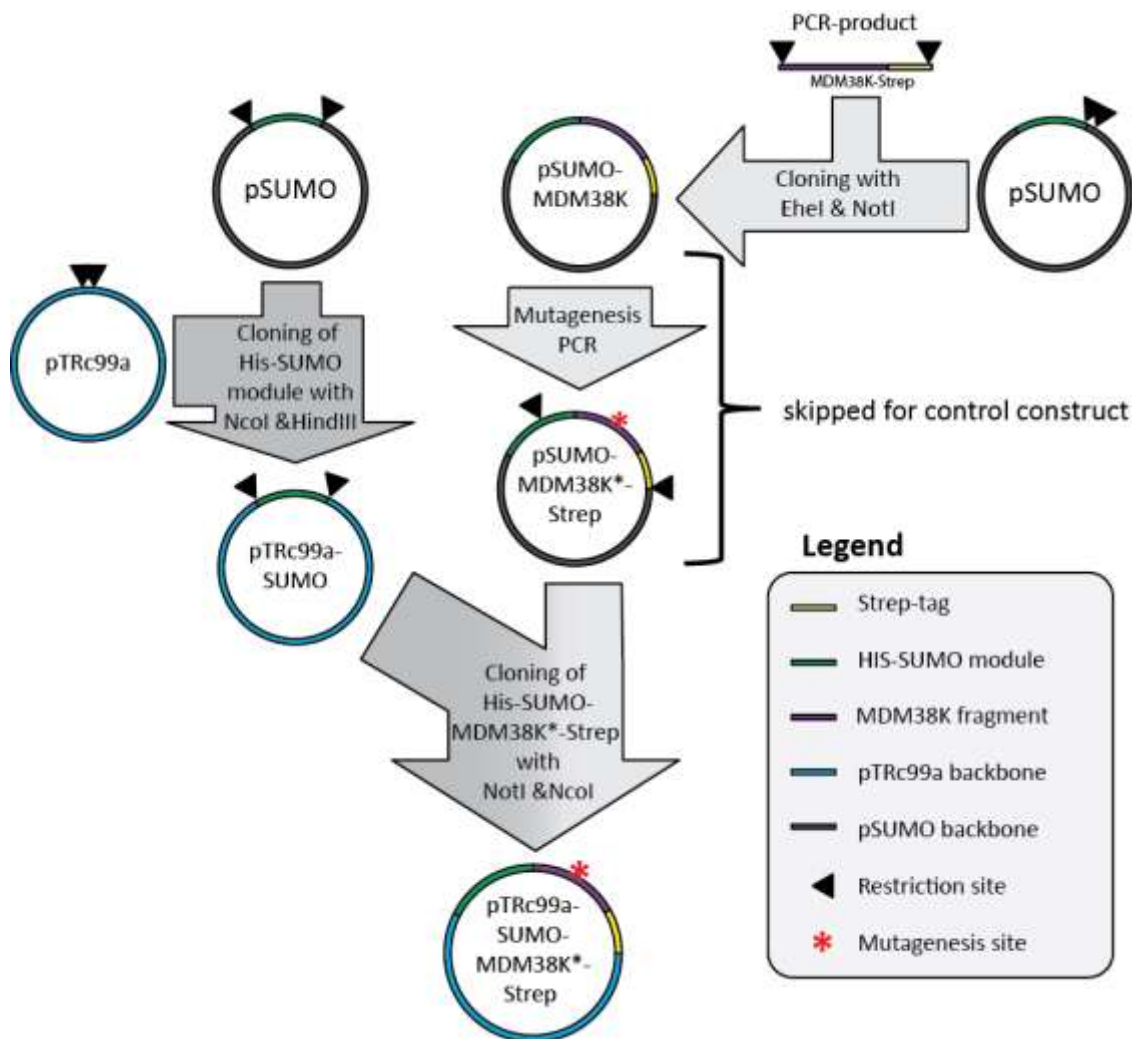 PCR-product
MDM38K-Strep
pSUMO
pSUMO-
MDM38K
Cloning with
EheI & NotI
pSUMO
pTRc99a
Cloning of
His-SUMO
module with
NcoI &HindIII
Mutagenesis
PCR
skipped for control construct
pSUMO-
MDM38K*-
Strep
pTRc99a-
SUMO
Cloning of
His-SUMO-
MDM38K*-Strep
with
NotI &NcoI
pTRc99a-
SUMO-
MDM38K*-
Strep
Legend
Strep-tag
HIS-SUMO module
MDM38K fragment
pTRc99a backbone
pSUMO backbone
Restriction site
Mutagenesis site